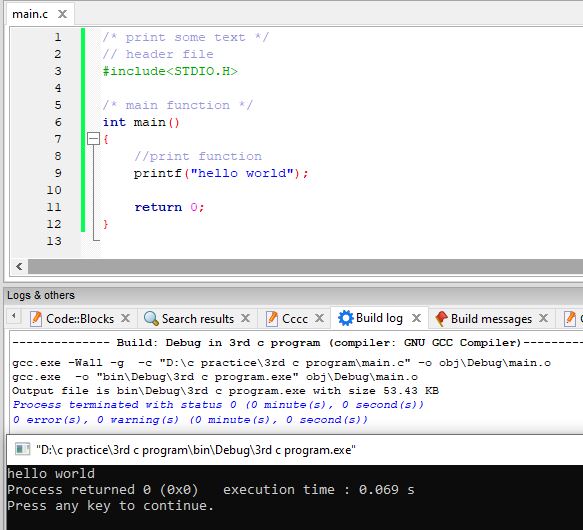 main.c
1 /* print some text */
2 // header file
3 #include<STDIO.H>
4
5 /* main function */
6 int main()
7 {
8 //print function
9 printf("hello world");
10
11 return 0;
12 }
13
Logs & others
Code::Blocks Search results Cccc Build log Build messages
-------------- Build: Debug in 3rd c program (compiler: GNU GCC Compiler)---------
gcc.exe -Wall -g -c "D:\c practice\3rd c program\main.c" -o obj\Debug\main.o
gcc.exe -o "bin\Debug\3rd c program.exe" obj\Debug\main.o
Output file is bin\Debug\3rd c program.exe with size 53.43 KB
Process terminated with status 0 (0 minute(s), 0 second(s))
0 error(s), 0 warning(s) (0 minute(s), 0 second(s))
"D:\c practice\3rd c program\bin\Debug\3rd c program.exe"
hello world
Process returned 0 (0x0) execution time : 0.069 s
Press any key to continue.